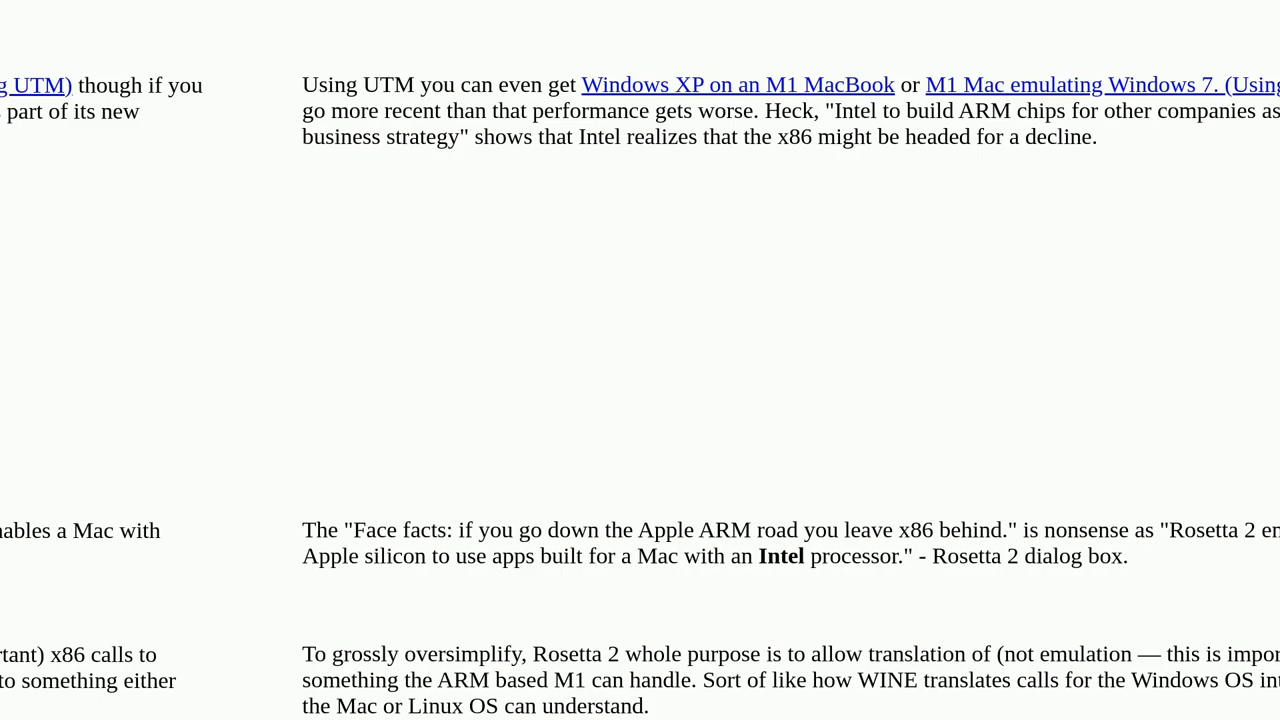 g UTM) though if you
part of its new
Using UTM you can even get Windows XP on an M1 MacBook or M1 Mac emulating Windows 7. (Using
go more recent than that performance gets worse. Heck, "Intel to build ARM chips for other companies as
business strategy" shows that Intel realizes that the x86 might be headed for a decline.
nables a Mac with
The "Face facts: if you go down the Apple ARM road you leave x86 behind." is nonsense as "Rosetta 2 en
Apple silicon to use apps built for a Mac with an Intel processor." - Rosetta 2 dialog box.
rtant) x86 calls to
to something either
To grossly oversimplify, Rosetta 2 whole purpose is to allow translation of (not emulation — this is impor
something the ARM based M1 can handle. Sort of like how WINE translates calls for the Windows OS int
the Mac or Linux OS can understand.